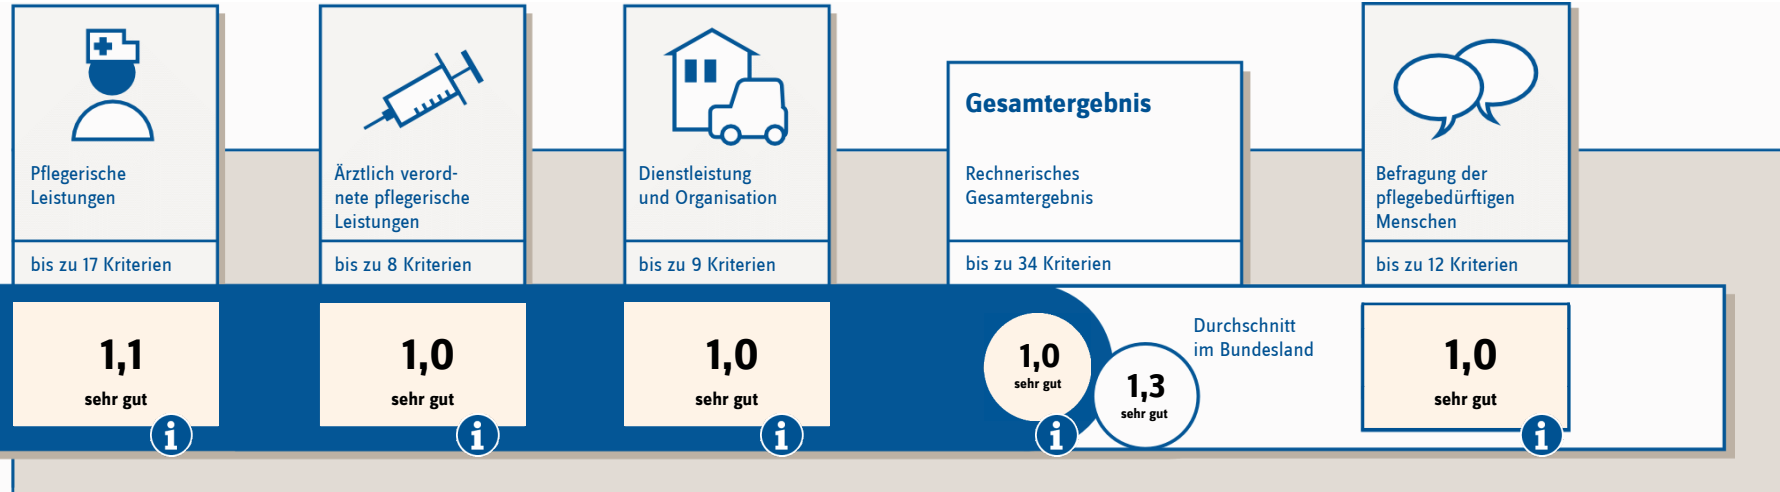 Pflegerische
Leistungen
bis zu 17 Kriterien
1,1
sehr gut
i
Ärztlich verord-
nete pflegerische
Leistungen
bis zu 8 Kriterien
1,0
sehr gut
i
Dienstleistung
und Organisation
bis zu 9 Kriterien
1,0
sehr gut
i
Gesamtergebnis
Rechnerisches
Gesamtergebnis
bis zu 34 Kriterien
1,0
sehr gut
i
Durchschnitt
im Bundesland
1,3
sehr gut
Befragung der
pflegebedürftigen
Menschen
bis zu 12 Kriterien
1,0
sehr gut
i